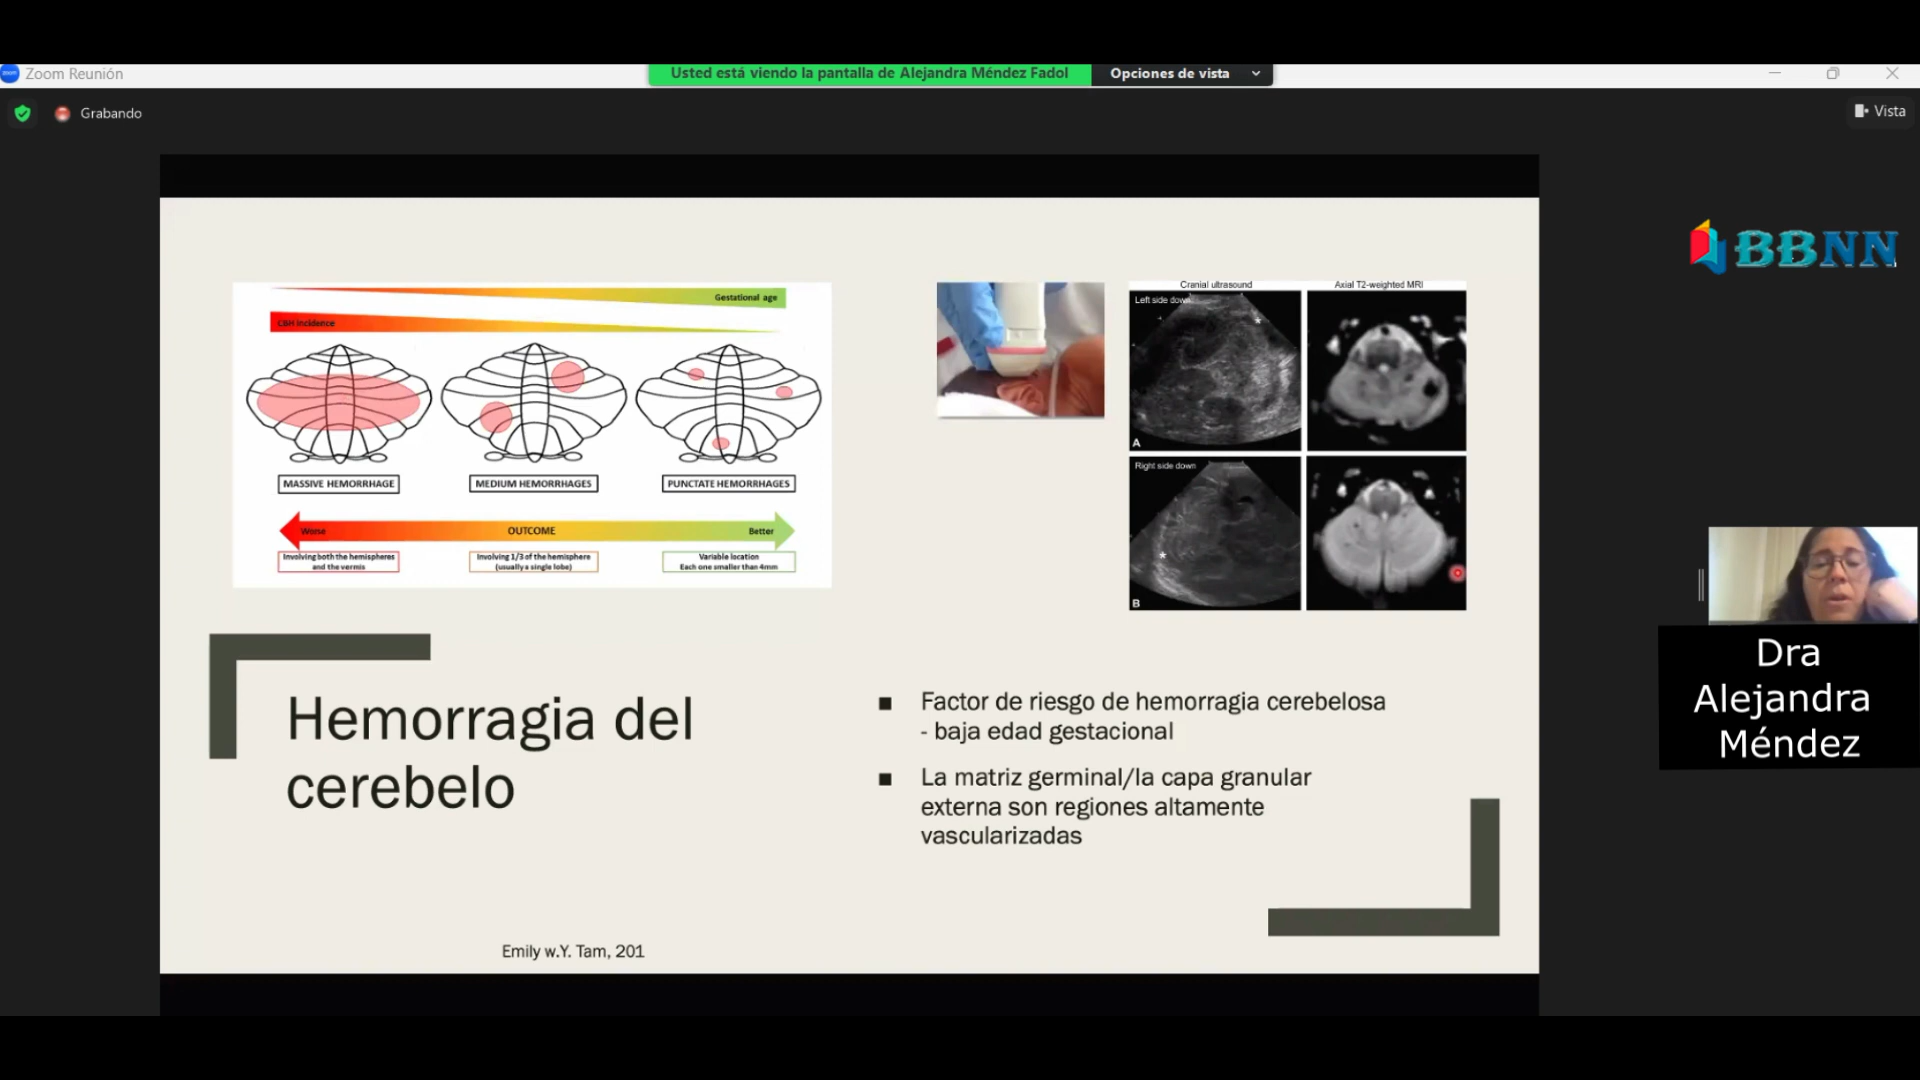 zoom
Zoom Reunión
Usted está viendo la pantalla de Alejandra Méndez Fadol
Opciones de vista
Grabando
Vista
BBNN
Gestational age
CBH Incidence
MASSIVE HEMORRHAGE
MEDIUM HEMORRHAGES
PUNCTATE HEMORRHAGES
Worse
OUTCOME
Better
Involving both the hemispheres
and the vermis
Involving 1/3 of the hemisphere
(usually a single lobe)
Variable location
Each one smaller than 4mm
Cranial ultrasound
Axial T2-weighted MRI
Left side down
A
Right side down
B
Hemorragia del
cerebelo
■ Factor de riesgo de hemorragia cerebelosa
- baja edad gestacional
■ La matriz germinal/la capa granular
externa son regiones altamente
vascularizadas
Emily w.Y. Tam, 201
Dra
Alejandra
Méndez